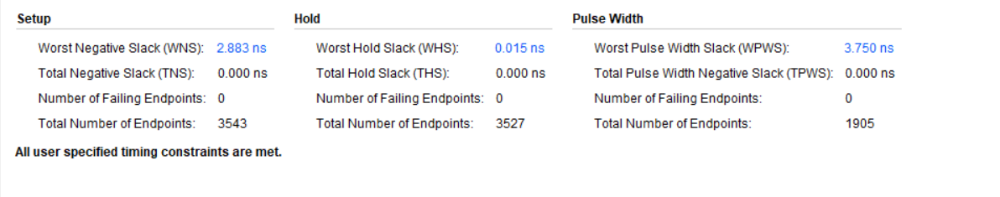 Setup Hold Pulse Width
Worst Negative Slack (WNS): 2.883 ns Worst Hold Slack (WHS): 0.015 ns Worst Pulse Width Slack (WPWS): 3.750 ns
Total Negative Slack (TNS): 0.000 ns Total Hold Slack (THS): 0.000 ns Total Pulse Width Negative Slack (TPWS): 0.000 ns
Number of Failing Endpoints: 0 Number of Failing Endpoints: 0 Number of Failing Endpoints: 0
Total Number of Endpoints: 3543 Total Number of Endpoints: 3527 Total Number of Endpoints: 1905
All user specified timing constraints are met.